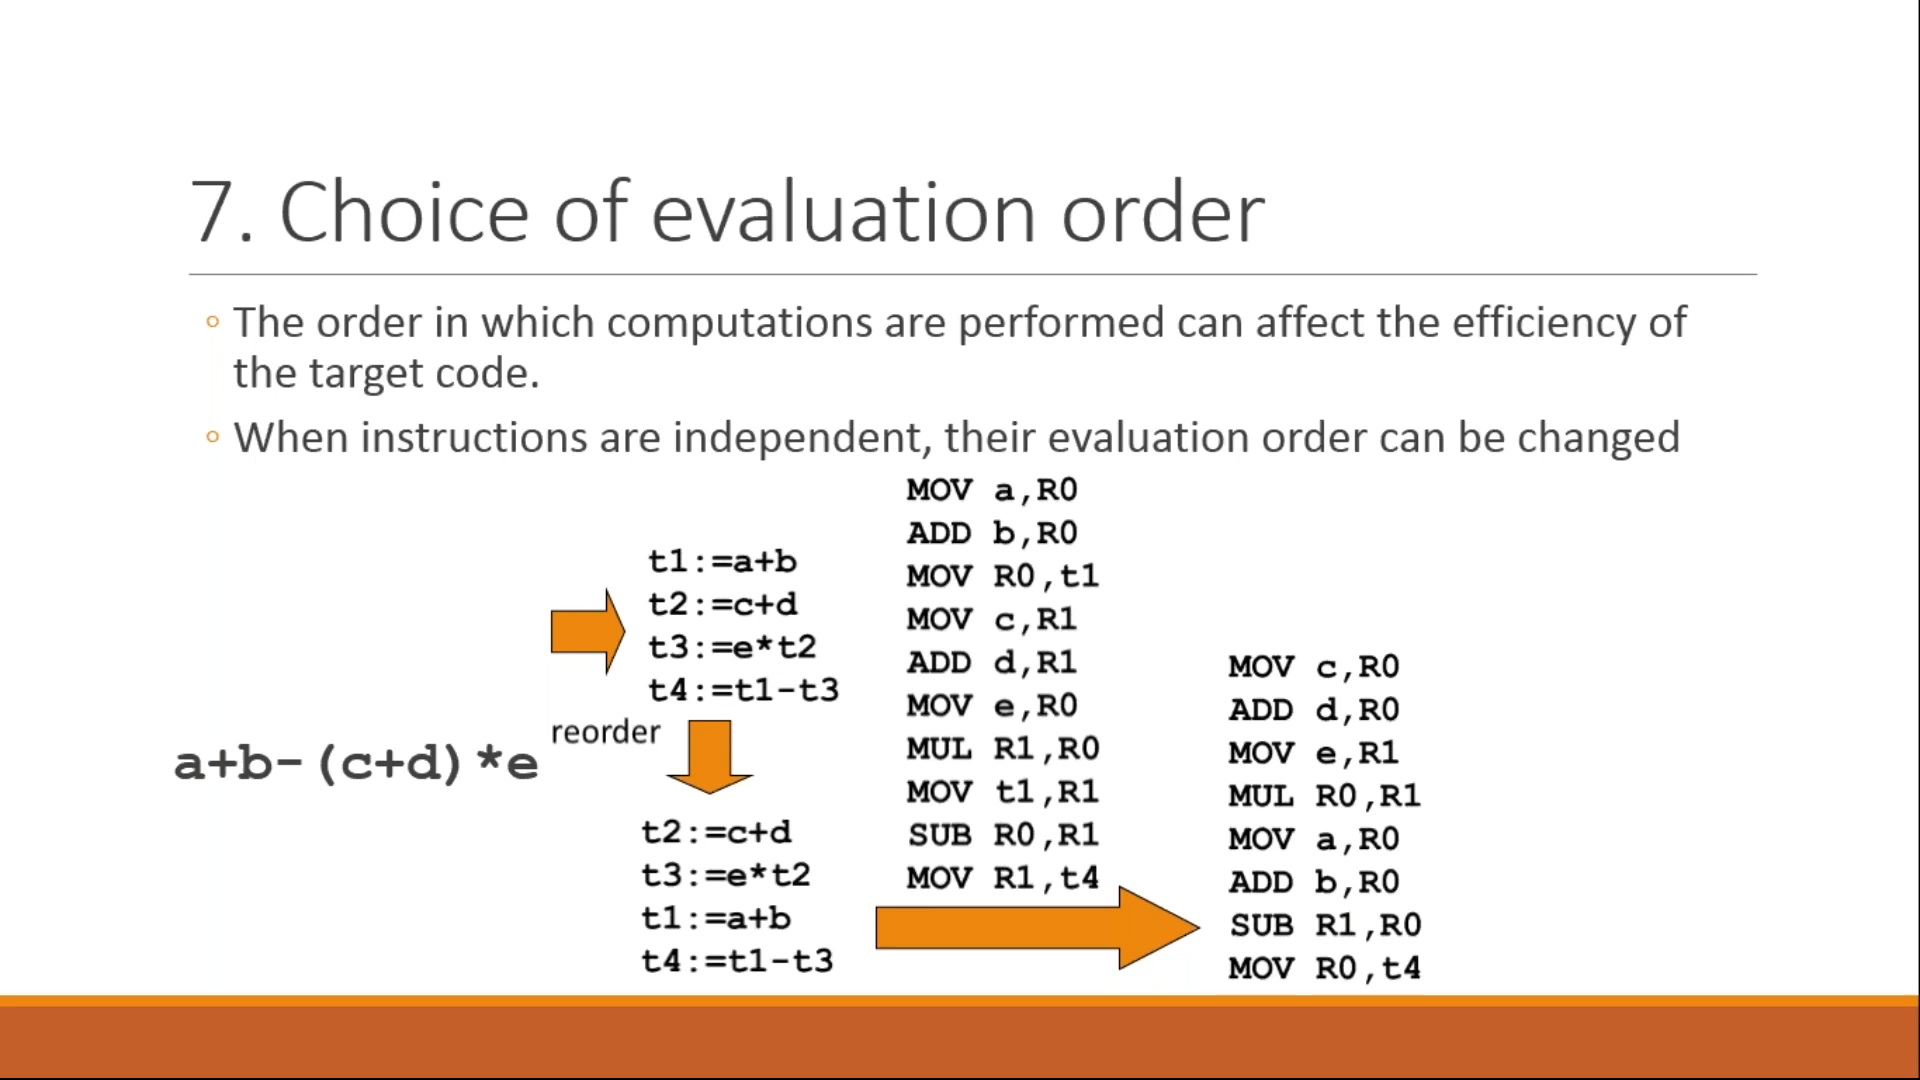 7. Choice of evaluation order
◦ The order in which computations are performed can affect the efficiency of
the target code.
◦ When instructions are independent, their evaluation order can be changed
a+b-(c+d)*e
t1:=a+b
t2:=c+d
t3:=e*t2
t4:=t1-t3
reorder
t2:=c+d
t3:=e*t2
t1:=a+b
t4:=t1-t3
MOV a,R0
ADD b,R0
MOV R0,t1
MOV c,R1
ADD d,R1
MOV e,R0
MUL R1,R0
MOV t1,R1
SUB R0,R1
MOV R1,t4
MOV c,R0
ADD d,R0
MOV e,R1
MUL R0,R1
MOV a,R0
ADD b,R0
SUB R1,R0
MOV R0,t4